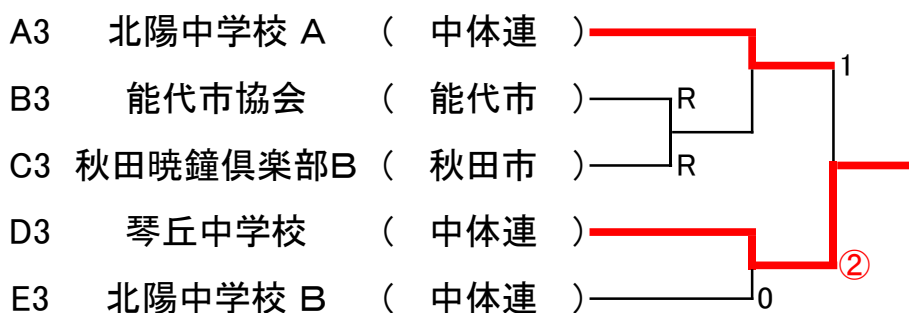 A3 北陽中学校 A ( 中体連 )
1
B3 能代市協会 ( 能代市 ) R
C3 秋田暁鐘倶楽部B ( 秋田市 ) R
D3 琴丘中学校 ( 中体連 )
②
E3 北陽中学校 B ( 中体連 ) 0